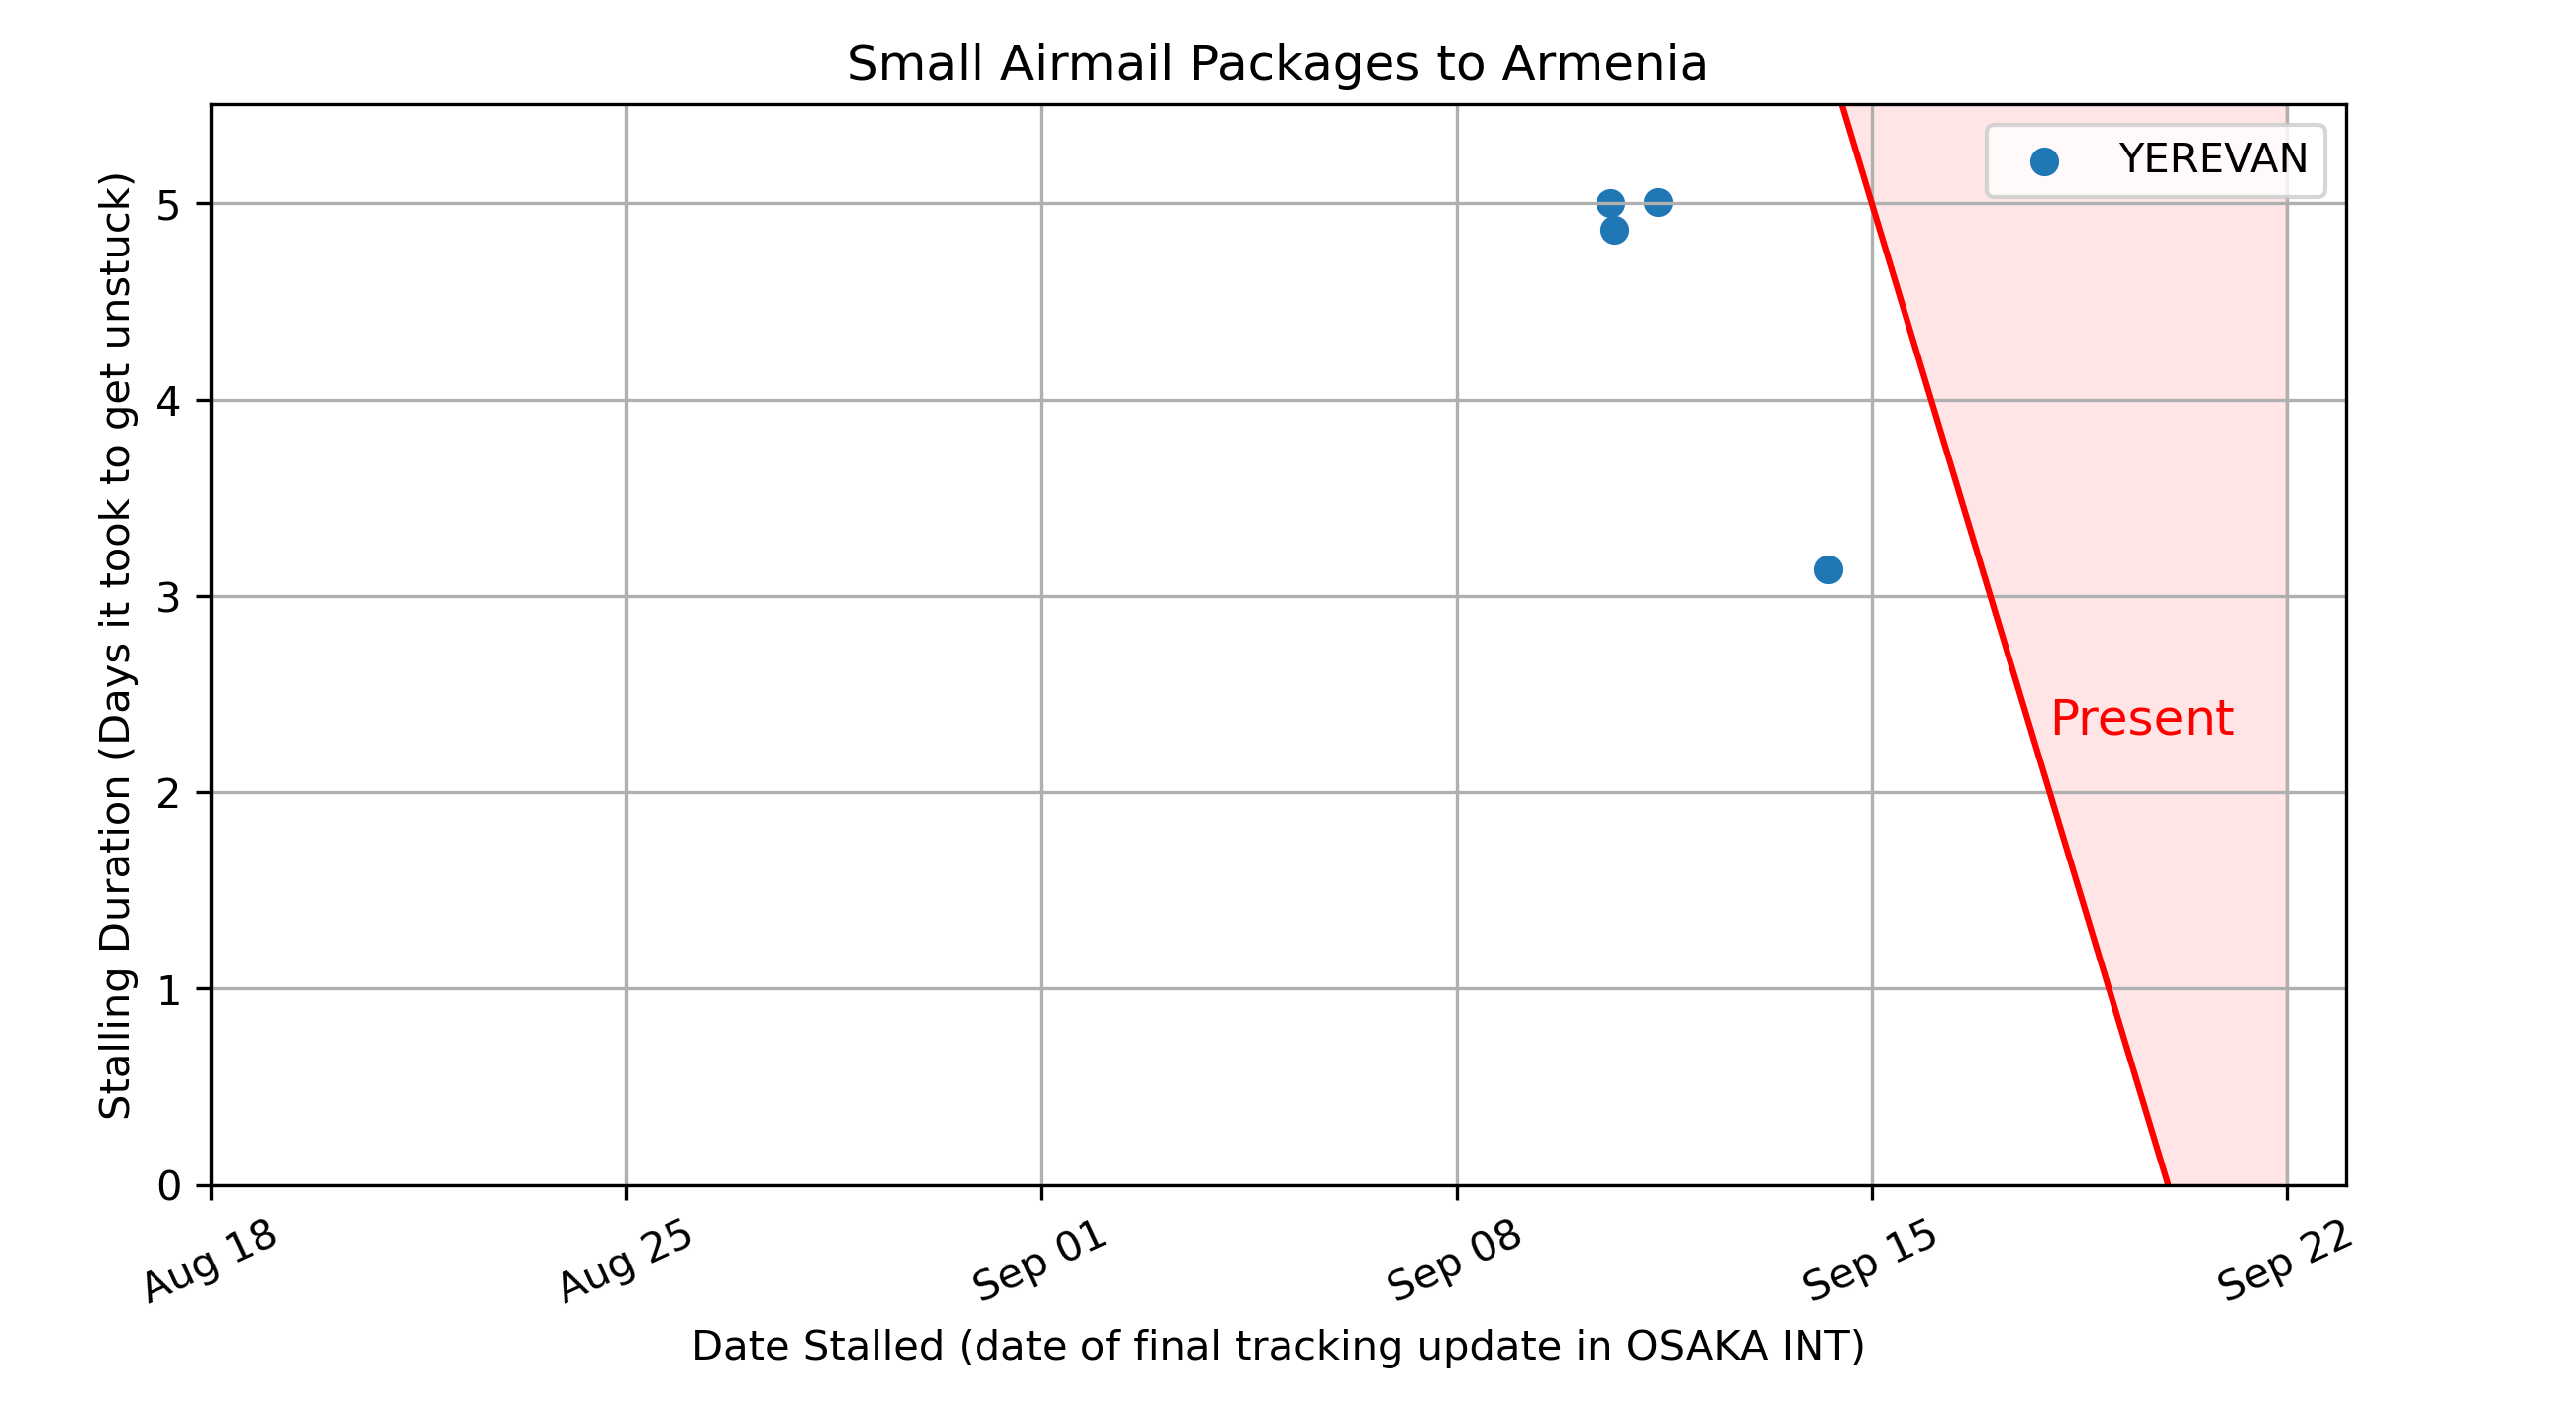 Small Airmail Packages to Armenia
YEREVAN
Stalling Duration (Days it took to get unstuck)
5
4
3
2
1
0
Present
Aug 18
Aug 25
Sep 01
Sep 08
Sep 15
Sep 22
Date Stalled (date of final tracking update in OSAKA INT)